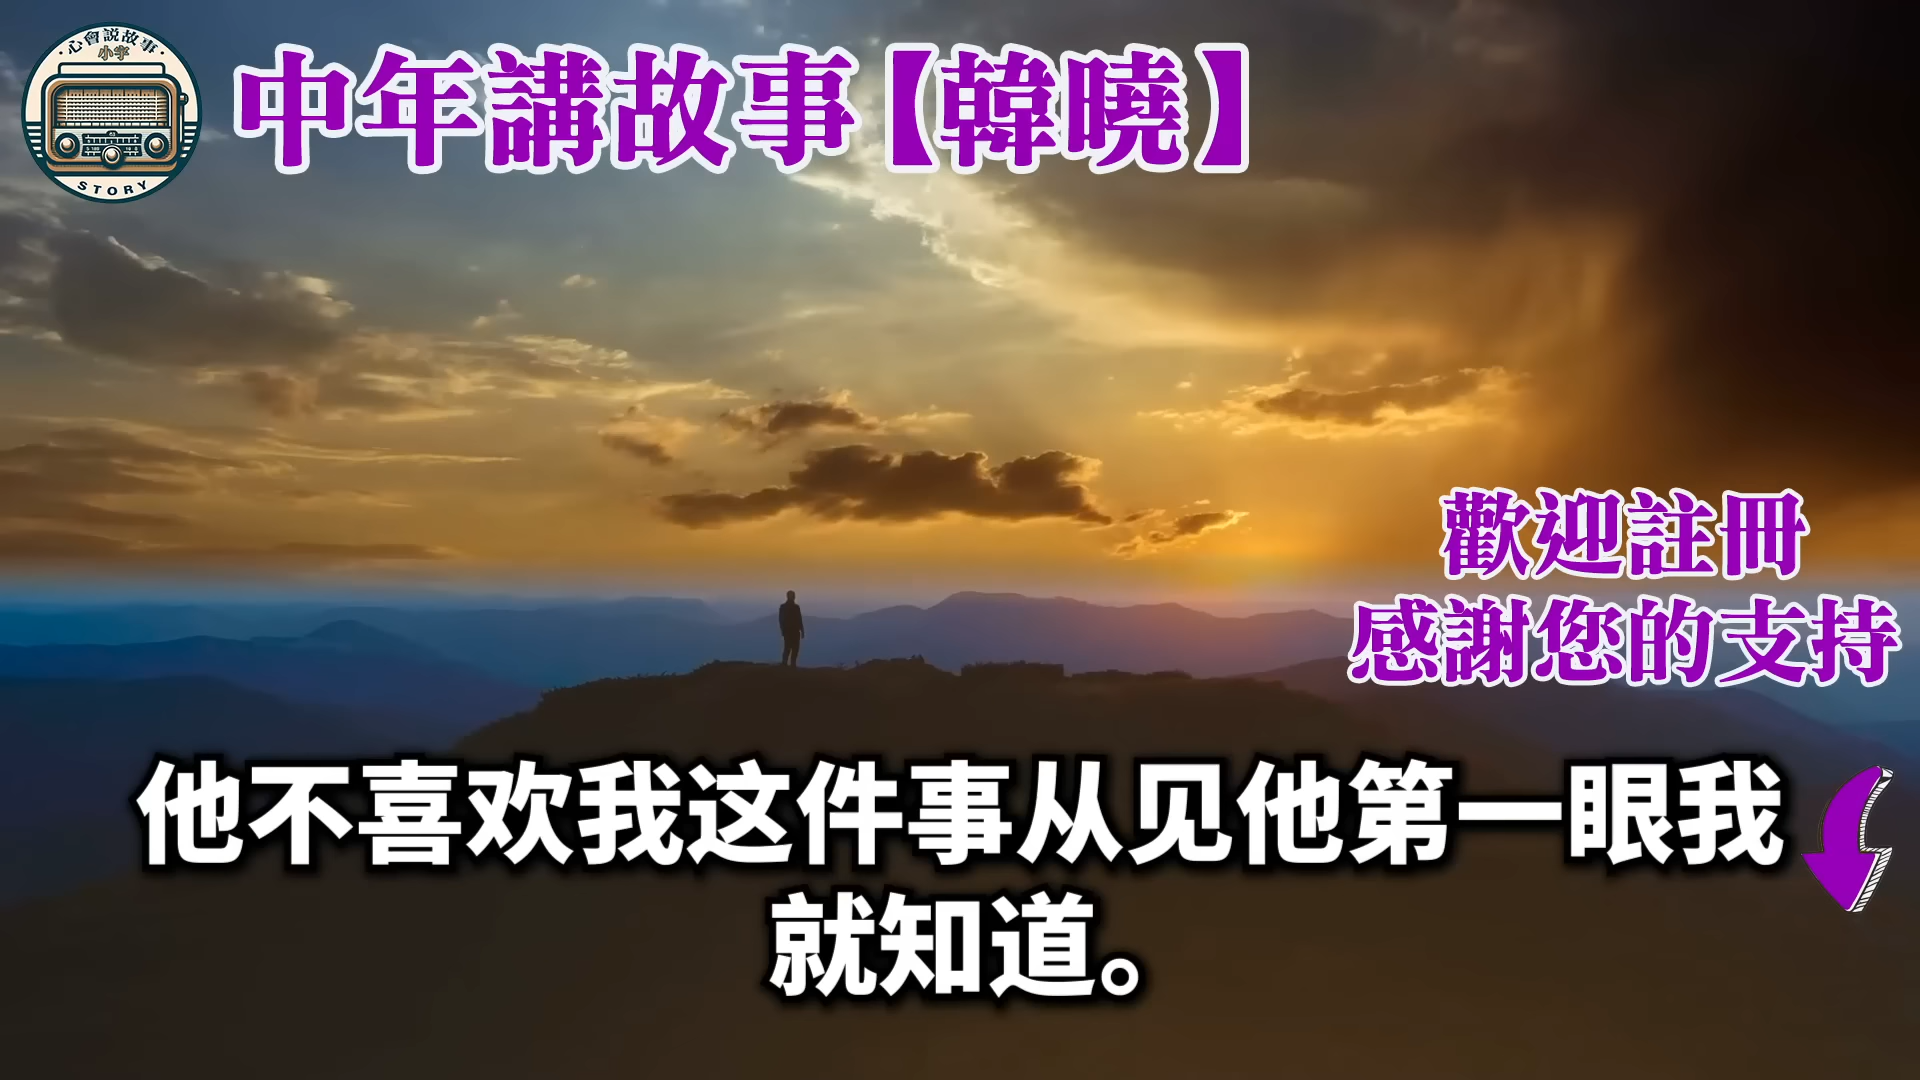 ·心會説故事·
小宇
STORY
中年講故事【韓曉】
歡迎註冊
感謝您的支持
他不喜欢我这件事从见他第一眼我
就知道。